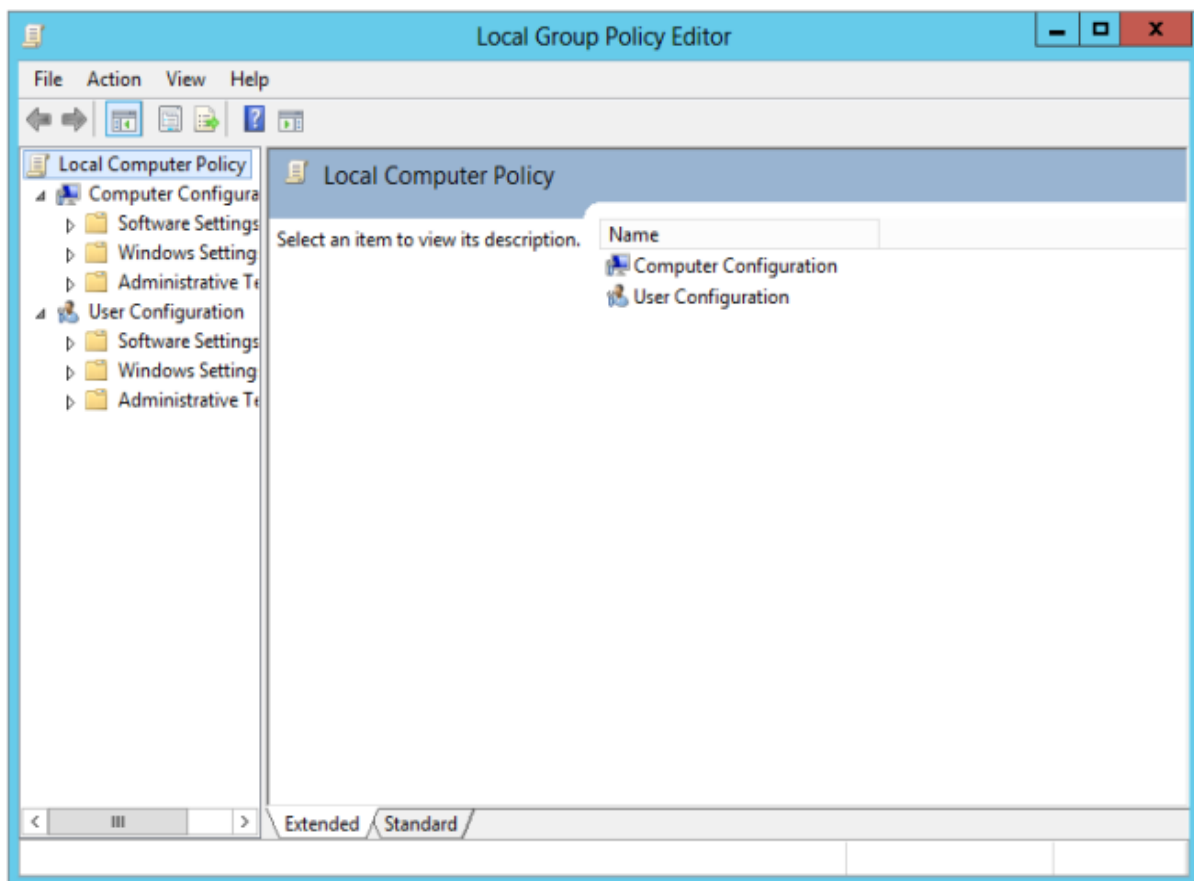 Local Group Policy Editor
File Action View Help
Local Computer Policy
Computer Configura
Software Settings
Windows Setting
Administrative Te
User Configuration
Software Settings
Windows Setting
Administrative Te
Local Computer Policy
Select an item to view its description.
Name
Computer Configuration
User Configuration
Extended Standard